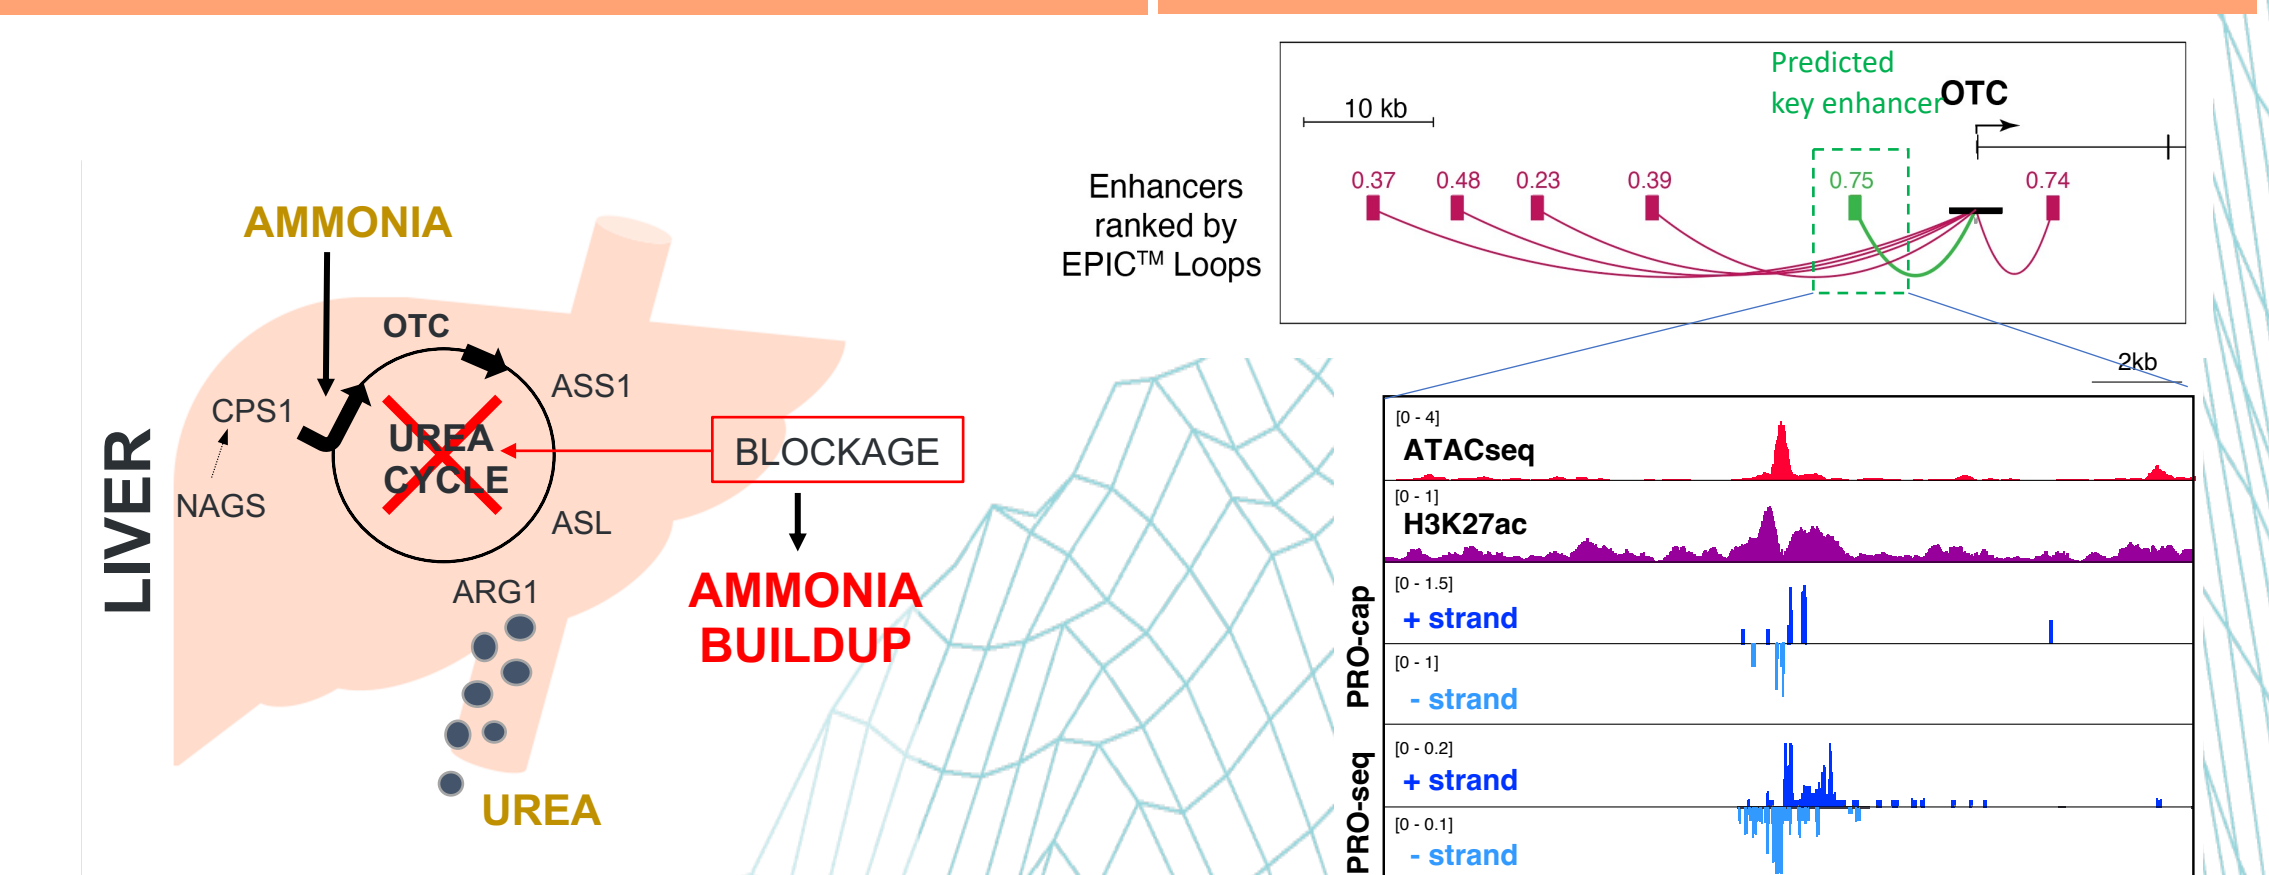 LIVER
AMMONIA
OTC
CPS1
ASS1
UREA
CYCLE
BLOCKAGE
NAGS
ASL
ARG1
AMMONIA
BUILDUP
UREA
Enhancers
ranked by
EPIC™ Loops
10 kb
Predicted
key enhancer
OTC
0.37 0.48 0.23 0.39 0.75 0.74
2kb
[0 - 4]
ATACseq
[0 - 1]
H3K27ac
PRO-cap
[0 - 1.5]
+ strand
[0 - 1]
- strand
PRO-seq
[0 - 0.2]
+ strand
[0 - 0.1]
- strand